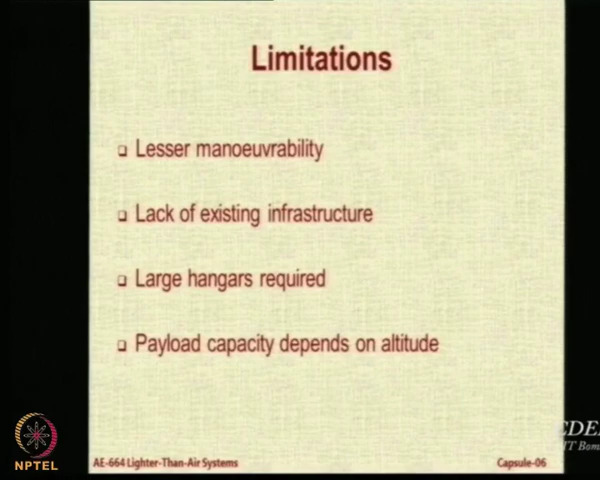 Limitations
Lesser manoeuvrability
Lack of existing infrastructure
Large hangars required
Payload capacity depends on altitude
NPTEL
AE-664 Lighter-Than-Air Systems
Capsule-06